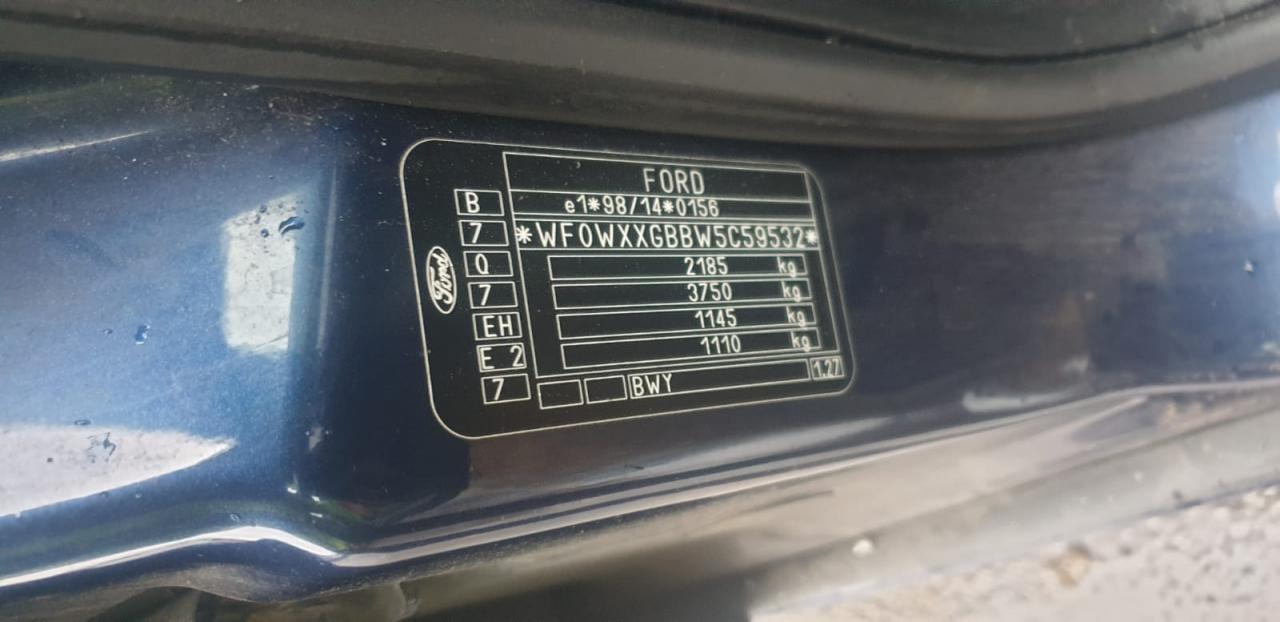 FORD
B e1*98/14*0156
7 *WF0WXXGBBW5C59532*
Q 2185 kg
7 3750 kg
EH 1145 kg
E 2 1110 kg
7 BWY 1.27
Ford